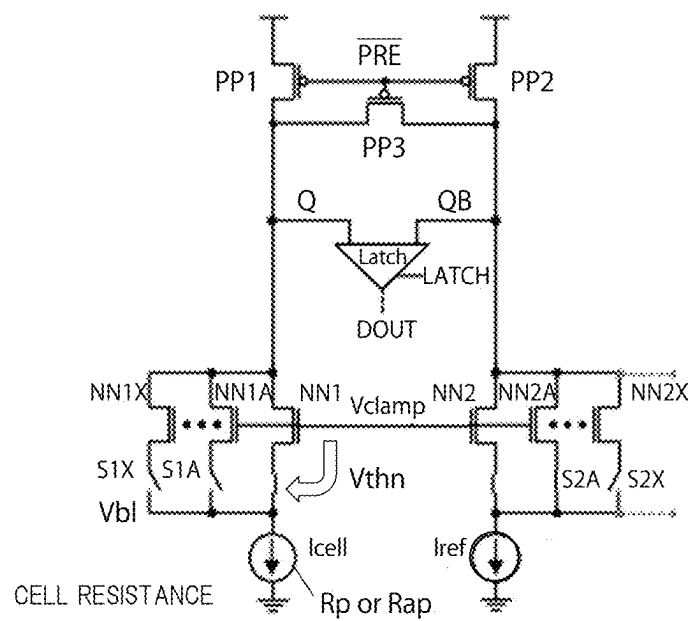 PRE
PP1 PP2
PP3
Q QB
Latch
LATCH
DOUT
NN1X NN1A NN1 NN2 NN2A NN2X
Vclamp
S1X S1A Vthn S2A S2X
Vbl
Icell Iref
CELL RESISTANCE Rp or Rap